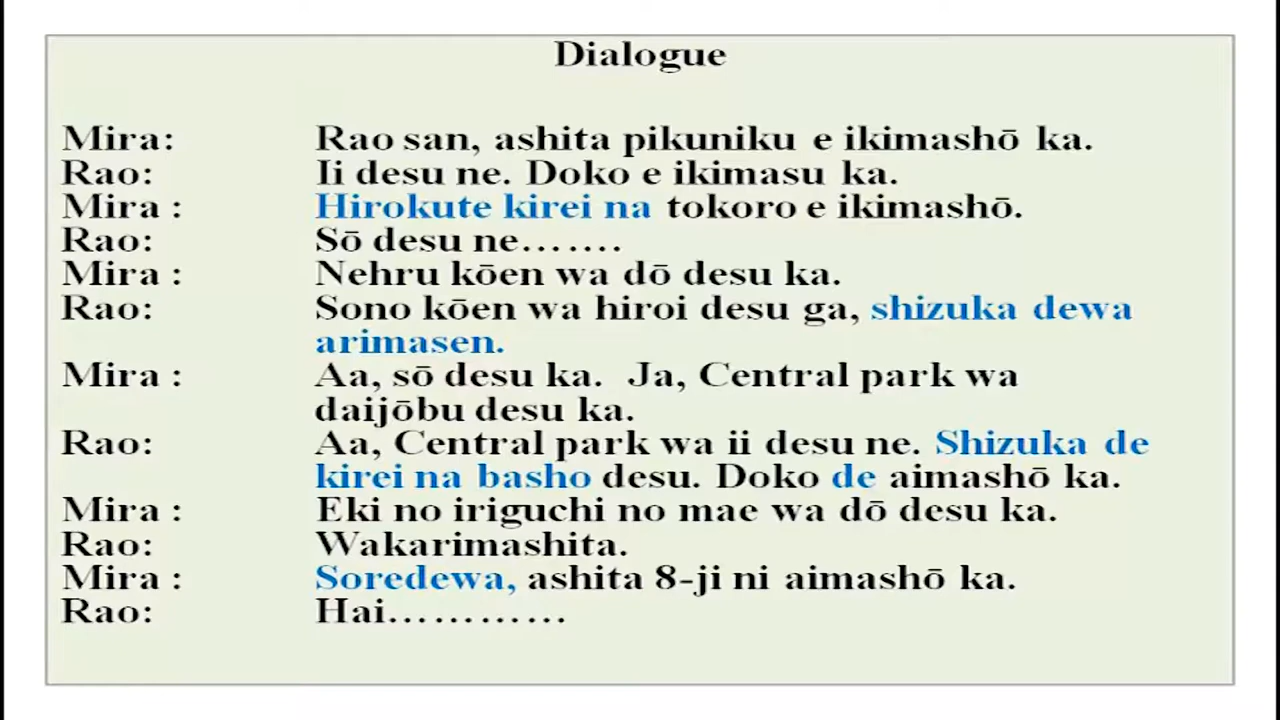 Dialogue
Mira: Rao san, ashita pikuniku e ikimashō ka.
Rao: Ii desu ne. Doko e ikimasu ka.
Mira : Hirokute kirei na tokoro e ikimashō.
Rao: Sō desu ne…….
Mira : Nehru kōen wa dō desu ka.
Rao: Sono kōen wa hiroi desu ga, shizuka dewa
arimasen.
Mira : Aa, sō desu ka. Ja, Central park wa
daijōbu desu ka.
Rao: Aa, Central park wa ii desu ne. Shizuka de
kirei na basho desu. Doko de aimashō ka.
Mira : Eki no iriguchi no mae wa dō desu ka.
Rao: Wakarimashita.
Mira : Soredewa, ashita 8-ji ni aimashō ka.
Rao: Hai…………